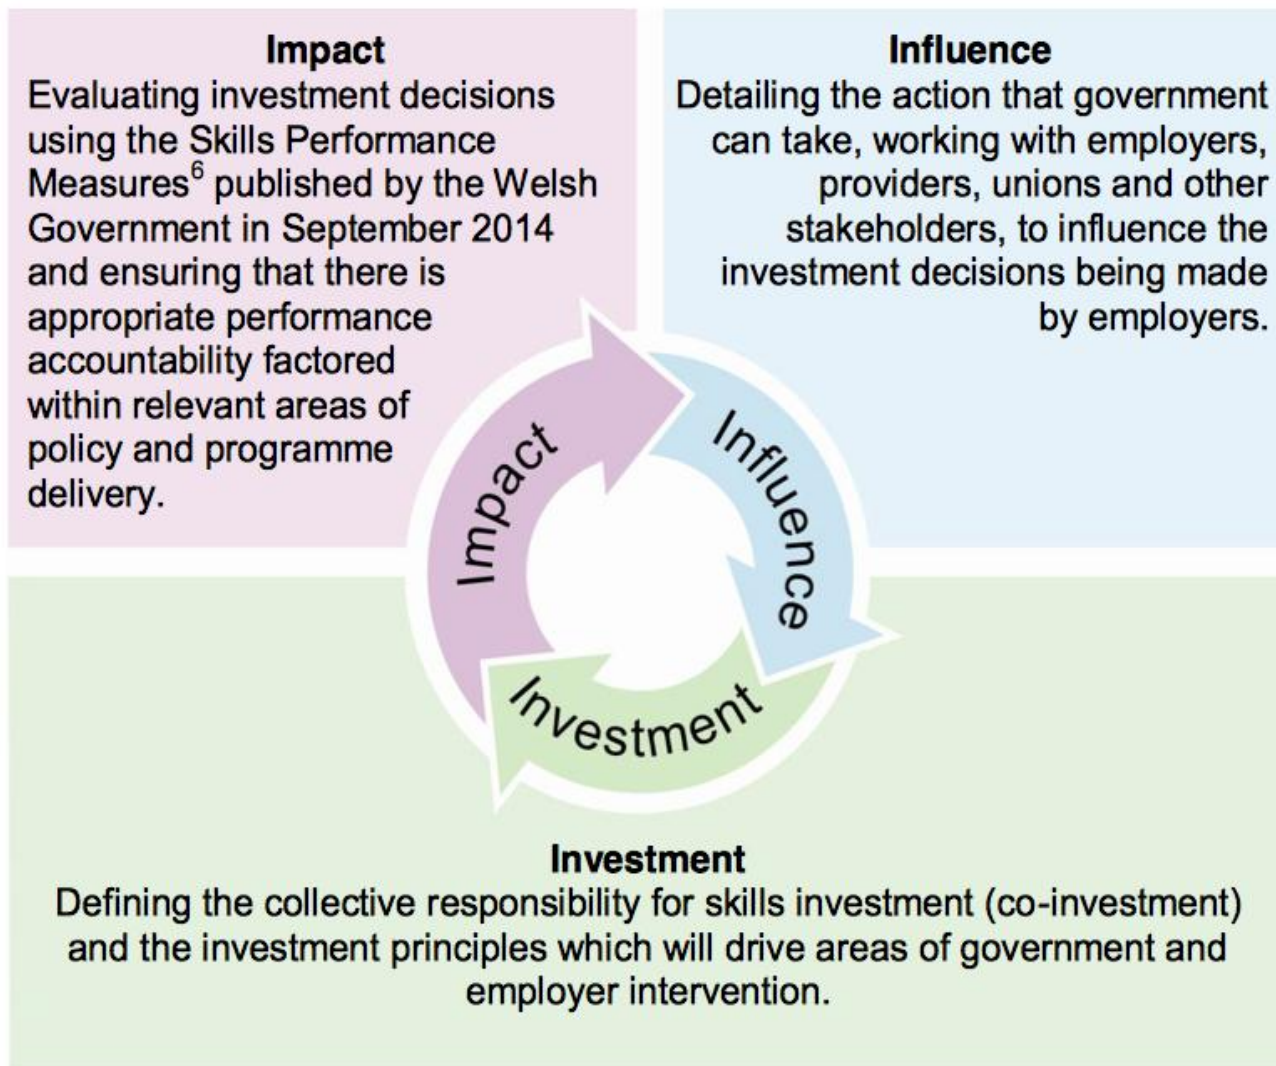 Impact
Evaluating investment decisions
using the Skills Performance
Measures⁶ published by the Welsh
Government in September 2014
and ensuring that there is
appropriate performance
accountability factored
within relevant areas of
policy and programme
delivery.
Influence
Detailing the action that government
can take, working with employers,
providers, unions and other
stakeholders, to influence the
investment decisions being made
by employers.
Impact
Influence
Investment
Investment
Defining the collective responsibility for skills investment (co-investment)
and the investment principles which will drive areas of government and
employer intervention.